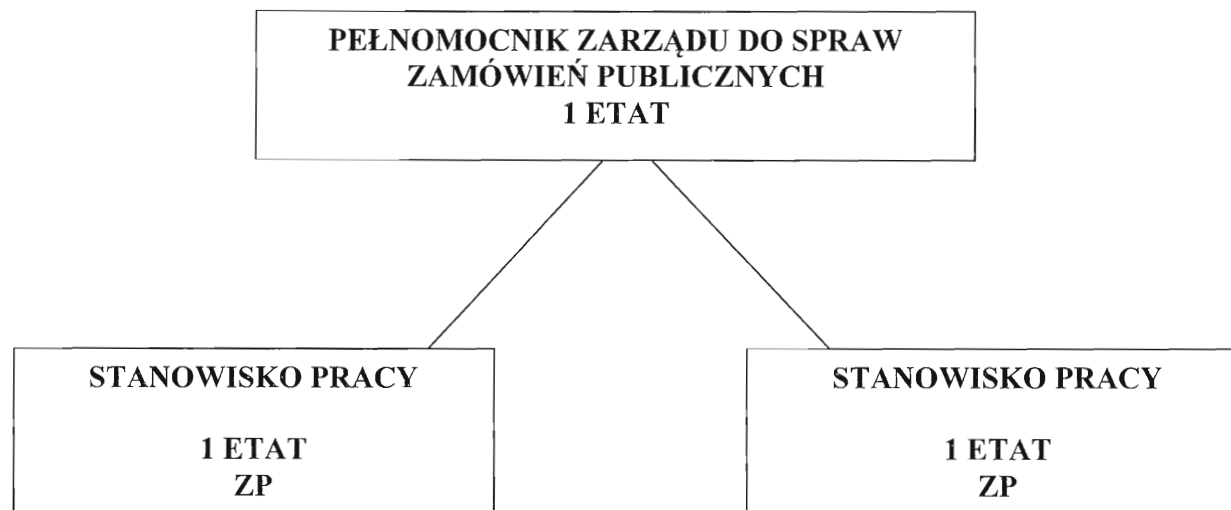 PEŁNOMOCNIK ZARZĄDU DO SPRAW
ZAMÓWIEŃ PUBLICZNYCH
1 ETAT
STANOWISKO PRACY
1 ETAT
ZP
STANOWISKO PRACY
1 ETAT
ZP